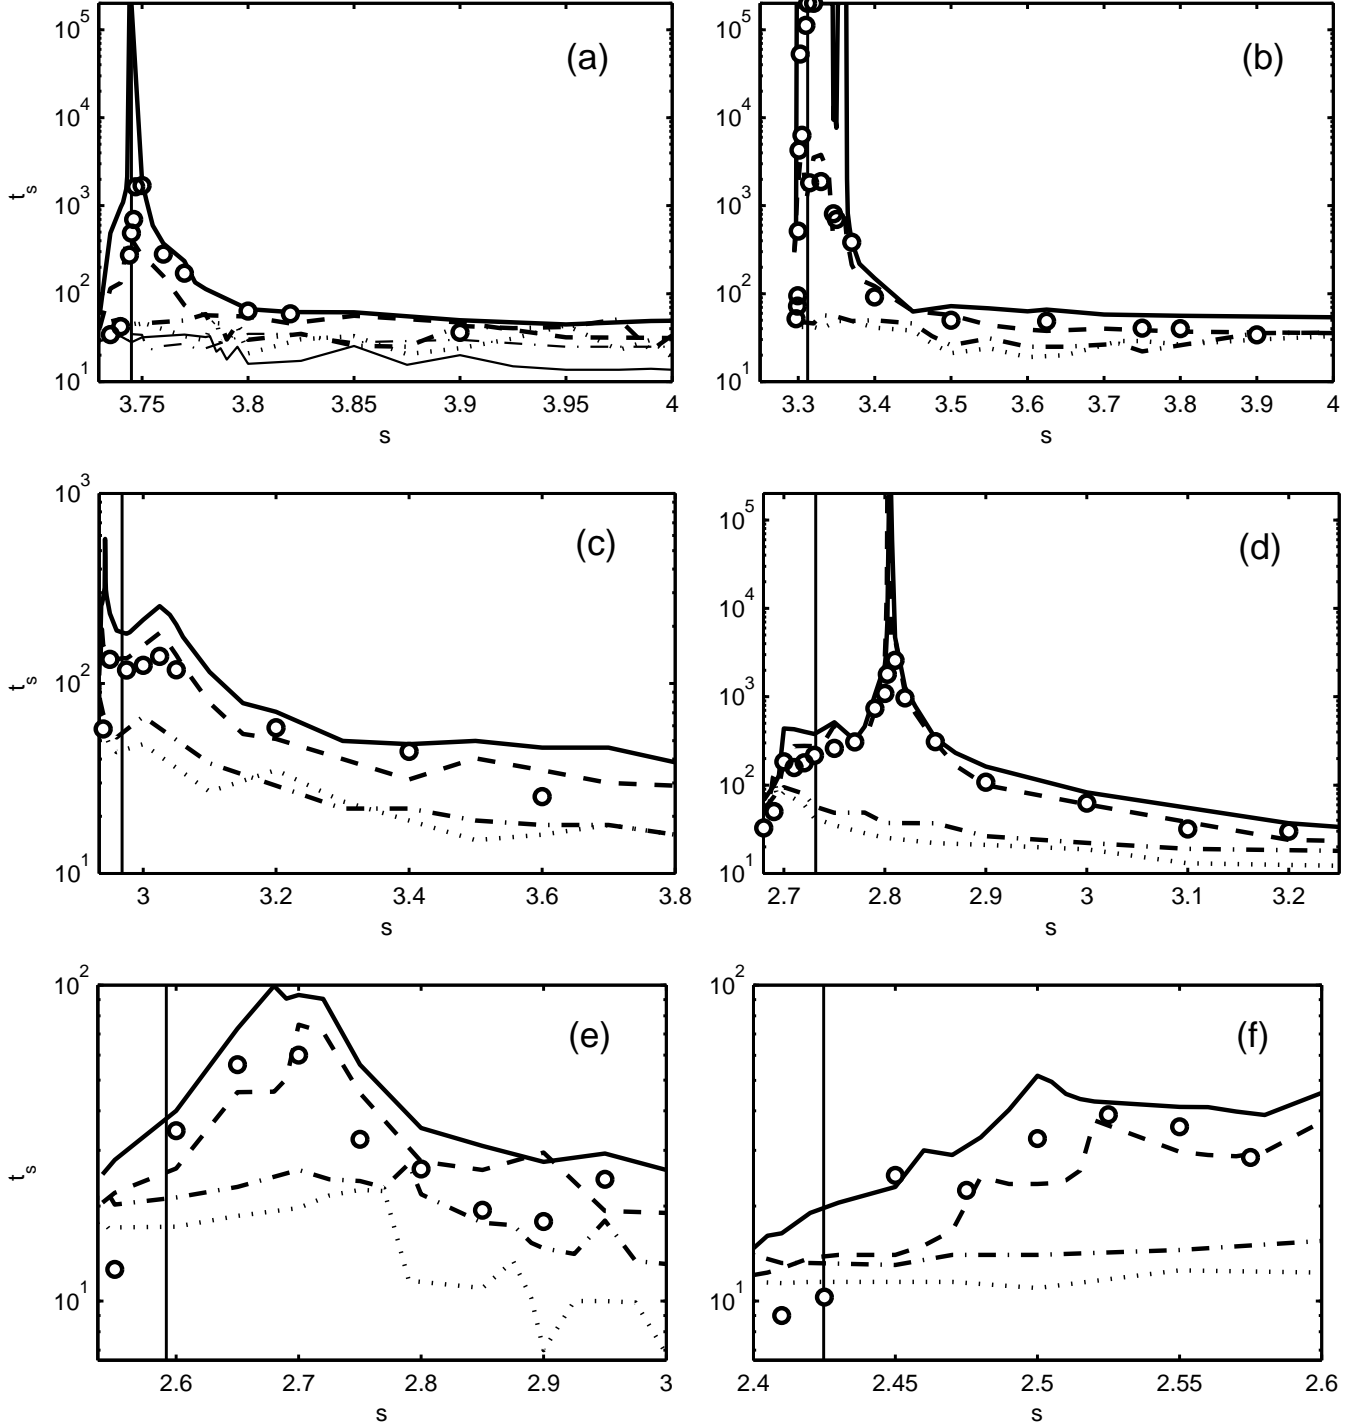 (a)
10^5
10^4
10^3
10^2
10^1
t_s
3.75 3.8 3.85 3.9 3.95 4
s
(b)
10^5
10^4
10^3
10^2
10^1
3.3 3.4 3.5 3.6 3.7 3.8 3.9 4
s
(c)
10^3
10^2
10^1
t_s
3 3.2 3.4 3.6 3.8
s
(d)
10^5
10^4
10^3
10^2
10^1
2.7 2.8 2.9 3 3.1 3.2
s
(e)
10^2
10^1
t_s
2.6 2.7 2.8 2.9 3
s
(f)
10^2
10^1
2.4 2.45 2.5 2.55 2.6
s